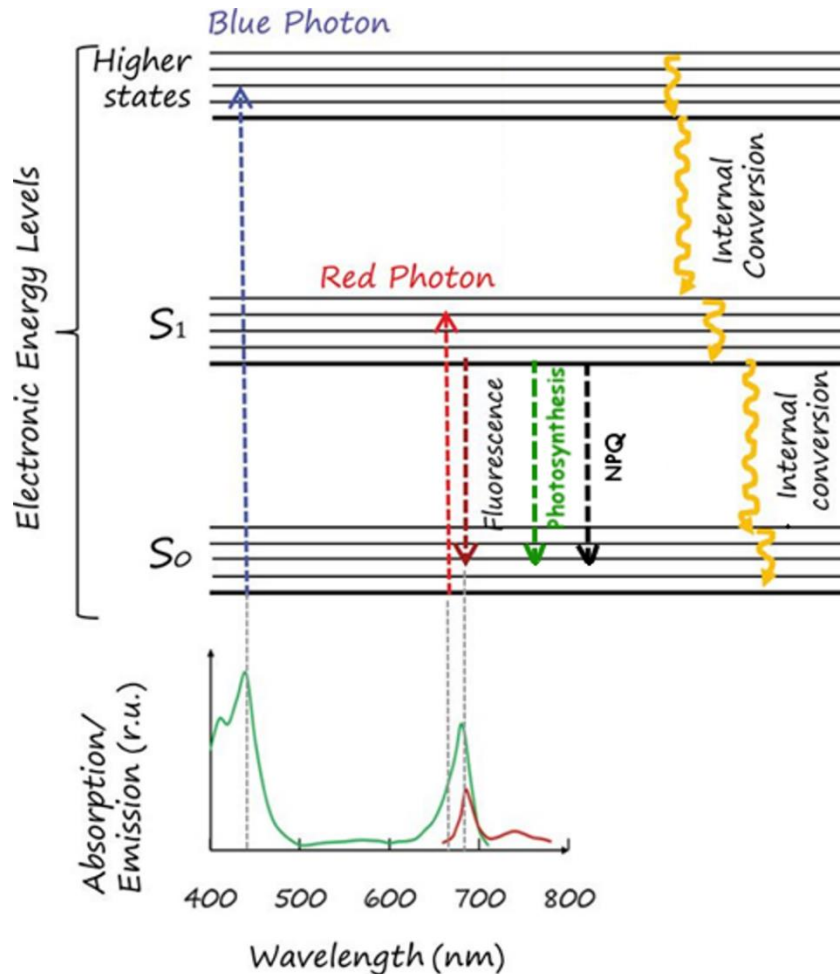 Blue Photon
Higher
states
Electronic Energy Levels
Internal
Conversion
Red Photon
S1
Fluorescence
Photosynthesis
NPQ
Internal
conversion
S0
Absorption/
Emission (r.u.)
400 500 600 700 800
Wavelength (nm)